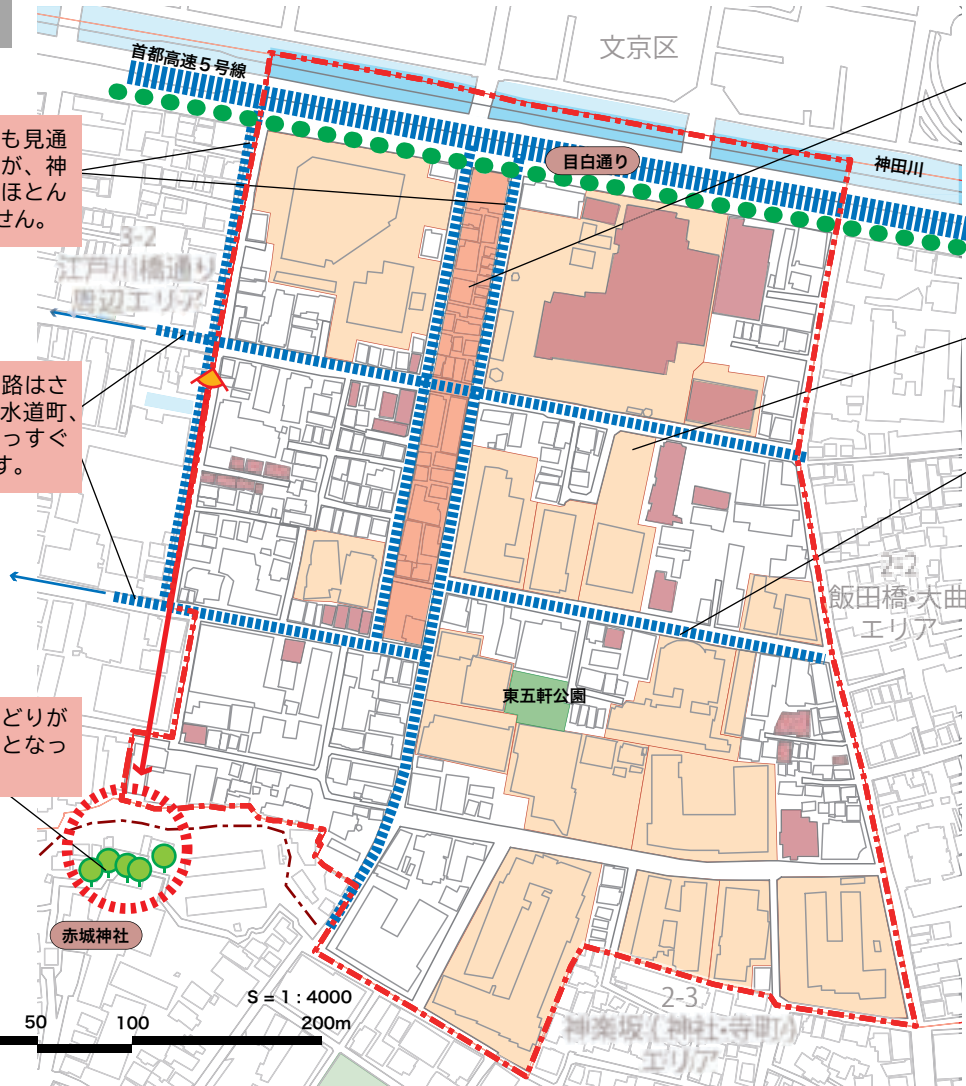 文京区
首都高速５号線
も見通
が、神
ほとん
せん。
目白通り
神田川
3-2
江戸川橋通り
周辺エリア
路はさ
水道町、
っすぐ
す。
2-2
飯田橋・大曲
エリア
東五軒公園
どりが
となっ
赤城神社
S = 1 : 4000
50 100 200m
2-3
神楽坂（神社・寺町）
エリア